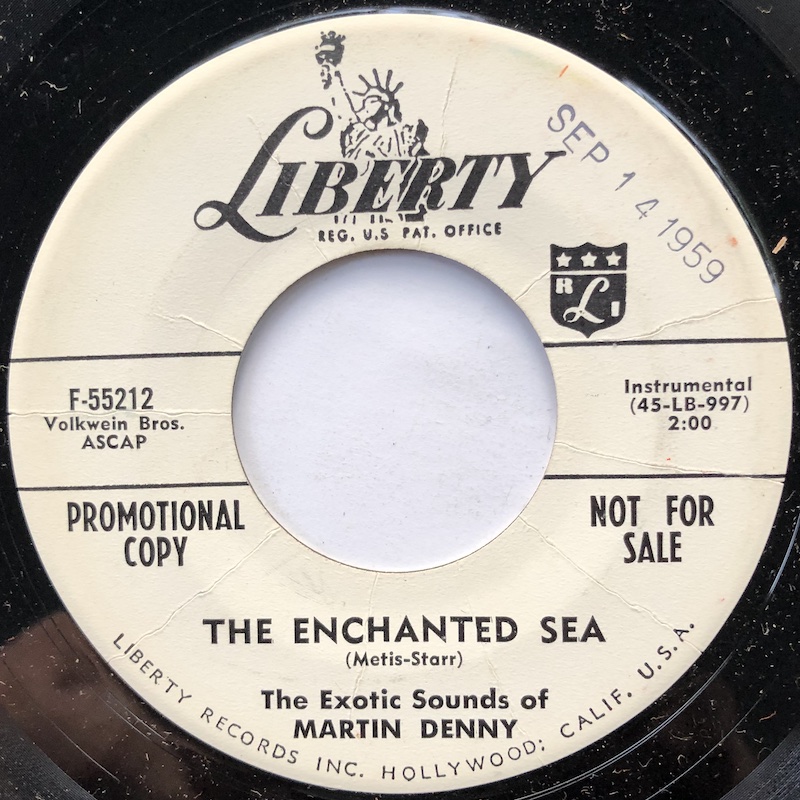 LIBERTY
REG. U.S PAT. OFFICE
SEP 14 1959
R L I
F-55212
Volkwein Bros.
ASCAP
Instrumental
(45-LB-997)
2:00
PROMOTIONAL
COPY
NOT FOR
SALE
THE ENCHANTED SEA
(Metis-Starr)
The Exotic Sounds of
MARTIN DENNY
LIBERTY RECORDS INC. HOLLYWOOD; CALIF. U.S.A.